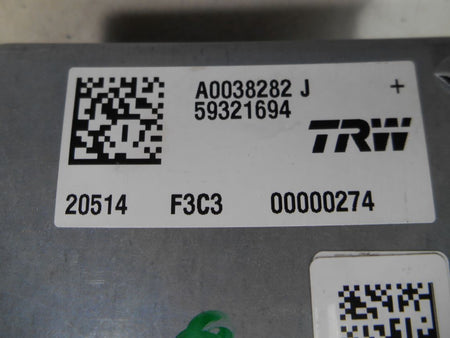 A0038282 J +
59321694
TRW
20514 F3C3 00000274